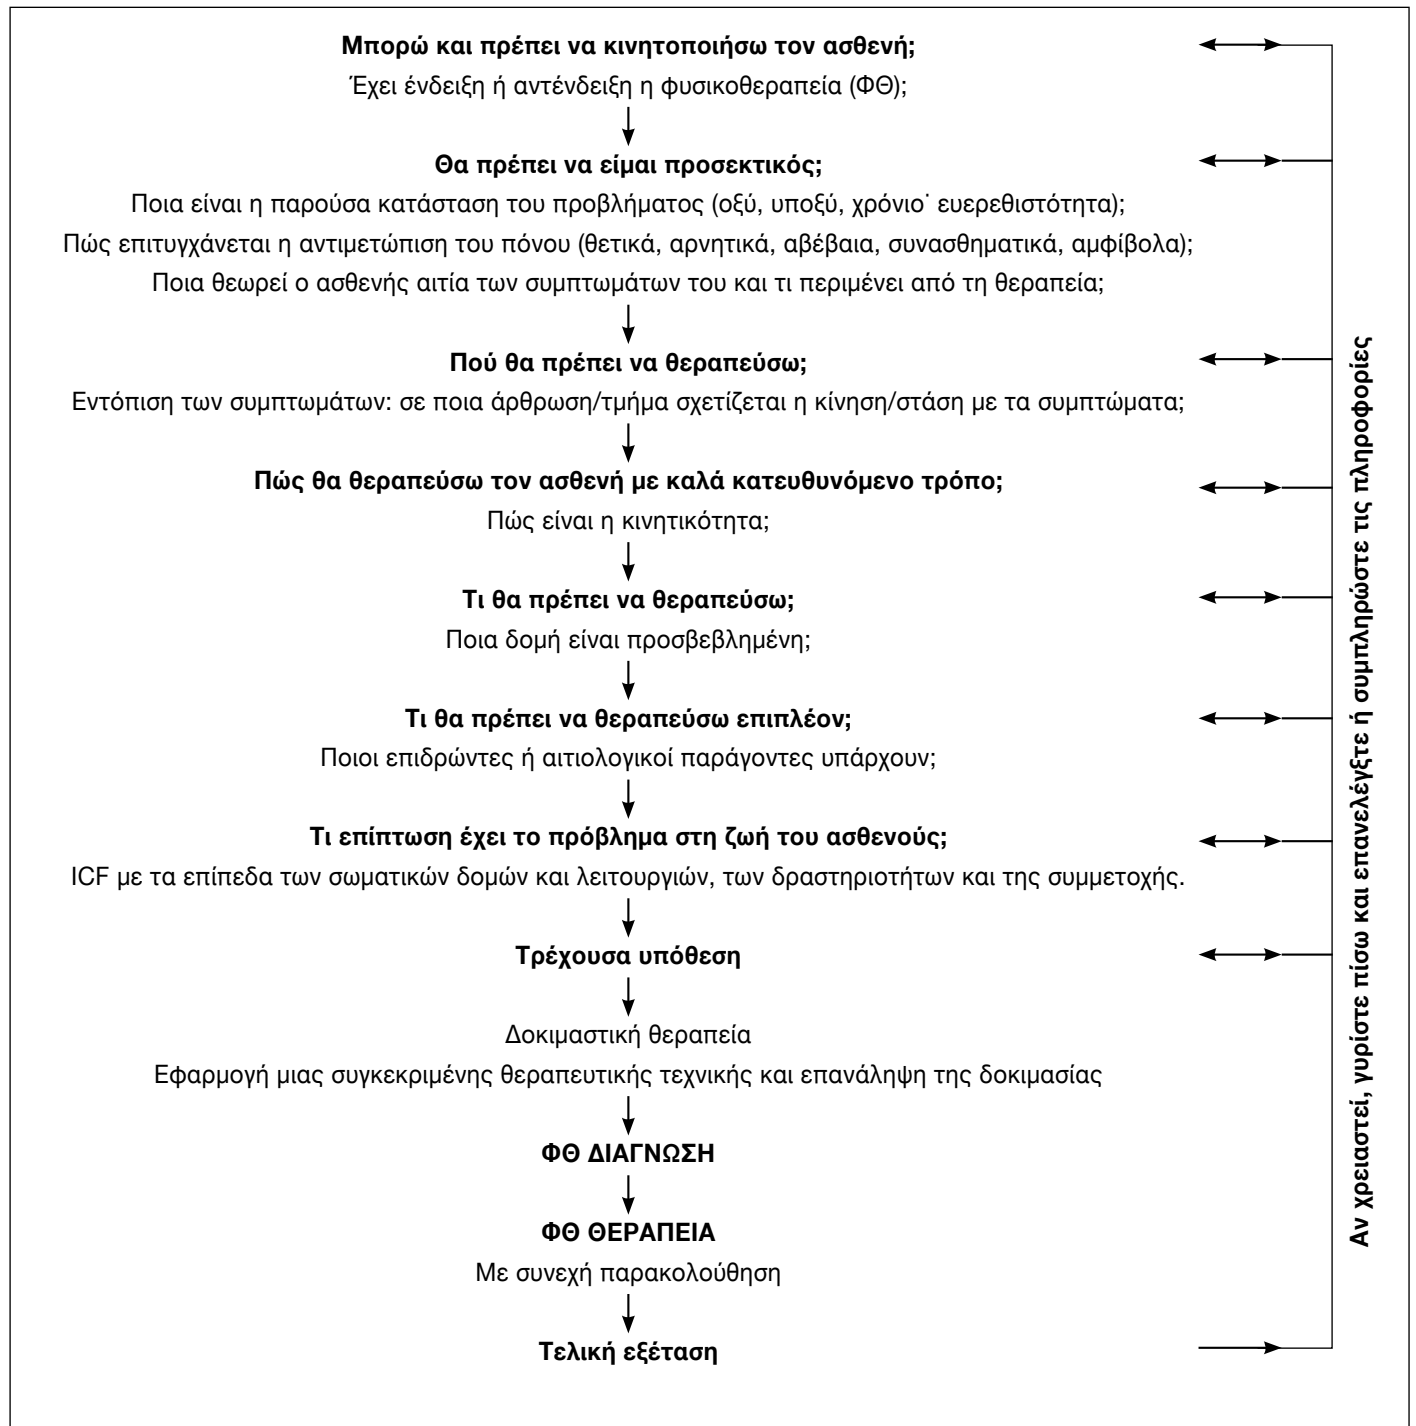 Μπορώ και πρέπει να κινητοποιήσω τον ασθενή;
Έχει ένδειξη ή αντένδειξη η φυσικοθεραπεία (ΦΘ);
Θα πρέπει να είμαι προσεκτικός;
Ποια είναι η παρούσα κατάσταση του προβλήματος (οξύ, υποξύ, χρόνιο˙ ευερεθιστότητα);
Πώς επιτυγχάνεται η αντιμετώπιση του πόνου (θετικά, αρνητικά, αβέβαια, συνασθηματικά, αμφίβολα);
Ποια θεωρεί ο ασθενής αιτία των συμπτωμάτων του και τι περιμένει από τη θεραπεία;
Πού θα πρέπει να θεραπεύσω;
Εντόπιση των συμπτωμάτων: σε ποια άρθρωση/τμήμα σχετίζεται η κίνηση/στάση με τα συμπτώματα;
Πώς θα θεραπεύσω τον ασθενή με καλά κατευθυνόμενο τρόπο;
Πώς είναι η κινητικότητα;
Τι θα πρέπει να θεραπεύσω;
Ποια δομή είναι προσβεβλημένη;
Τι θα πρέπει να θεραπεύσω επιπλέον;
Ποιοι επιδρώντες ή αιτιολογικοί παράγοντες υπάρχουν;
Τι επίπτωση έχει το πρόβλημα στη ζωή του ασθενούς;
ICF με τα επίπεδα των σωματικών δομών και λειτουργιών, των δραστηριοτήτων και της συμμετοχής.
Τρέχουσα υπόθεση
Δοκιμαστική θεραπεία
Εφαρμογή μιας συγκεκριμένης θεραπευτικής τεχνικής και επανάληψη της δοκιμασίας
ΦΘ ΔΙΑΓΝΩΣΗ
ΦΘ ΘΕΡΑΠΕΙΑ
Με συνεχή παρακολούθηση
Τελική εξέταση
Αν χρειαστεί, γυρίστε πίσω και επανελέγξτε ή συμπληρώστε τις πληροφορίες